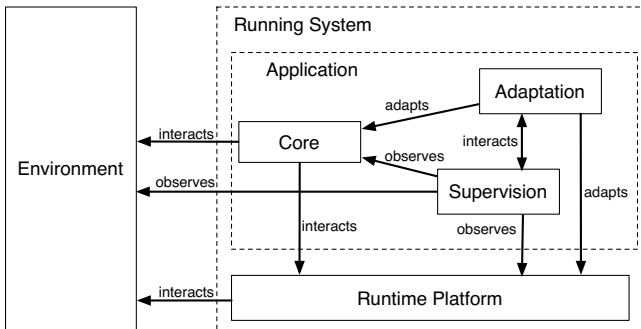 Running System
Application
Adaptation
adapts
interacts
Core
interacts
Environment
observes
observes
Supervision
adapts
interacts
observes
interacts
Runtime Platform